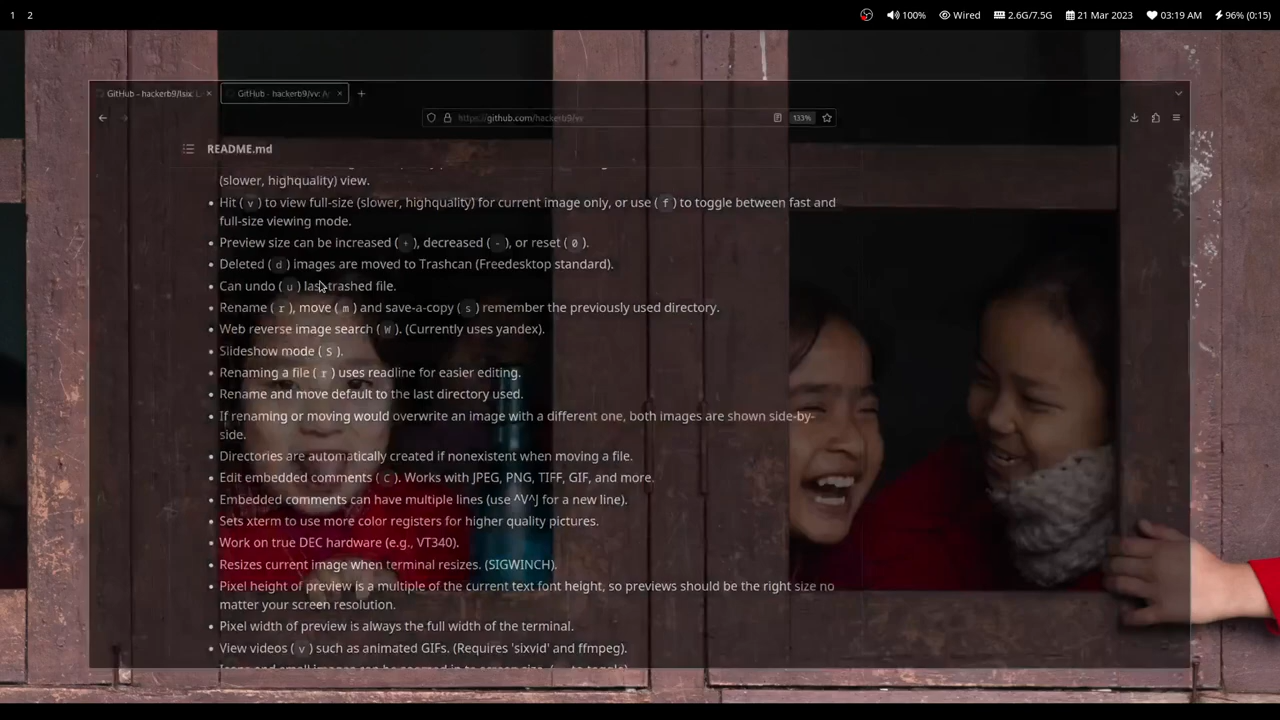 1 2 100% Wired 2.6G/7.5G 21 Mar 2023 03:19 AM 96% (0:15)
GitHub - hackerb9/lsix: L × GitHub - hackerb9/vv: A × +
https://github.com/hackerb9/vv 133%
README.md
(slower, highquality) view.
• Hit ( v ) to view full-size (slower, highquality) for current image only, or use ( f ) to toggle between fast and
full-size viewing mode.
• Preview size can be increased ( + ), decreased ( - ), or reset ( 0 ).
• Deleted ( d ) images are moved to Trashcan (Freedesktop standard).
• Can undo ( u ) last trashed file.
• Rename ( r ), move ( m ) and save-a-copy ( s ) remember the previously used directory.
• Web reverse image search ( W ). (Currently uses yandex).
• Slideshow mode ( S ).
• Renaming a file ( r ) uses readline for easier editing.
• Rename and move default to the last directory used.
• If renaming or moving would overwrite an image with a different one, both images are shown side-by-
side.
• Directories are automatically created if nonexistent when moving a file.
• Edit embedded comments ( C ). Works with JPEG, PNG, TIFF, GIF, and more.
• Embedded comments can have multiple lines (use ^V^J for a new line).
• Sets xterm to use more color registers for higher quality pictures.
• Work on true DEC hardware (e.g., VT340).
• Resizes current image when terminal resizes. (SIGWINCH).
• Pixel height of preview is a multiple of the current text font height, so previews should be the right size no
matter your screen resolution.
• Pixel width of preview is always the full width of the terminal.
• View videos ( v ) such as animated GIFs. (Requires 'sixvid' and ffmpeg).